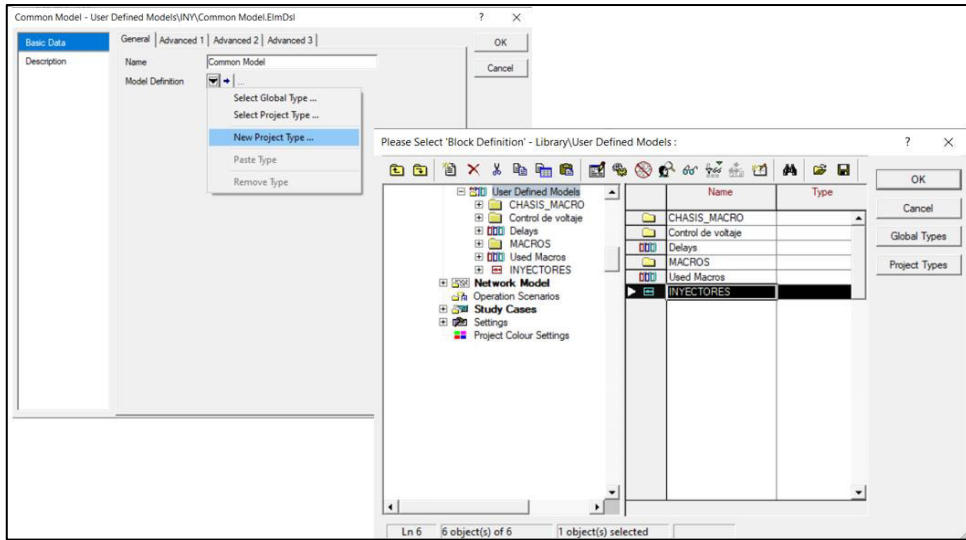 Common Model - User Defined Models\INY\Common Model.ElmDsl ? ✕
Basic Data
Description
General Advanced 1 Advanced 2 Advanced 3
Name Common Model
Model Definition ...
OK
Cancel
Select Global Type ...
Select Project Type ...
New Project Type ...
Paste Type
Remove Type
Please Select 'Block Definition' - Library\User Defined Models : ? ✕
User Defined Models
CHASIS_MACRO
Control de voltaje
Delays
MACROS
Used Macros
INYECTORES
Network Model
Operation Scenarios
Study Cases
Settings
Project Colour Settings
Name Type
CHASIS_MACRO
Control de voltaje
Delays
MACROS
Used Macros
INYECTORES
OK
Cancel
Global Types
Project Types
Ln 6 6 object(s) of 6 1 object(s) selected